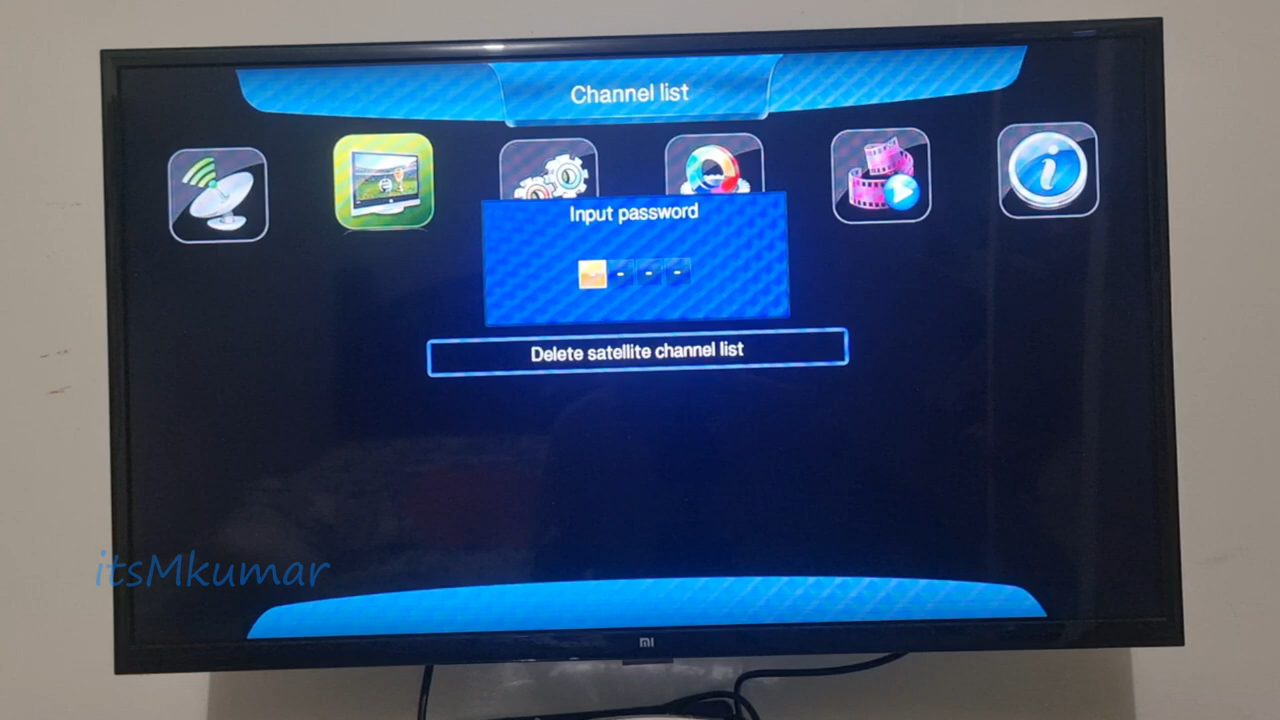 Channel list
Input password
- - - -
Delete satellite channel list
itsMkumar
mi